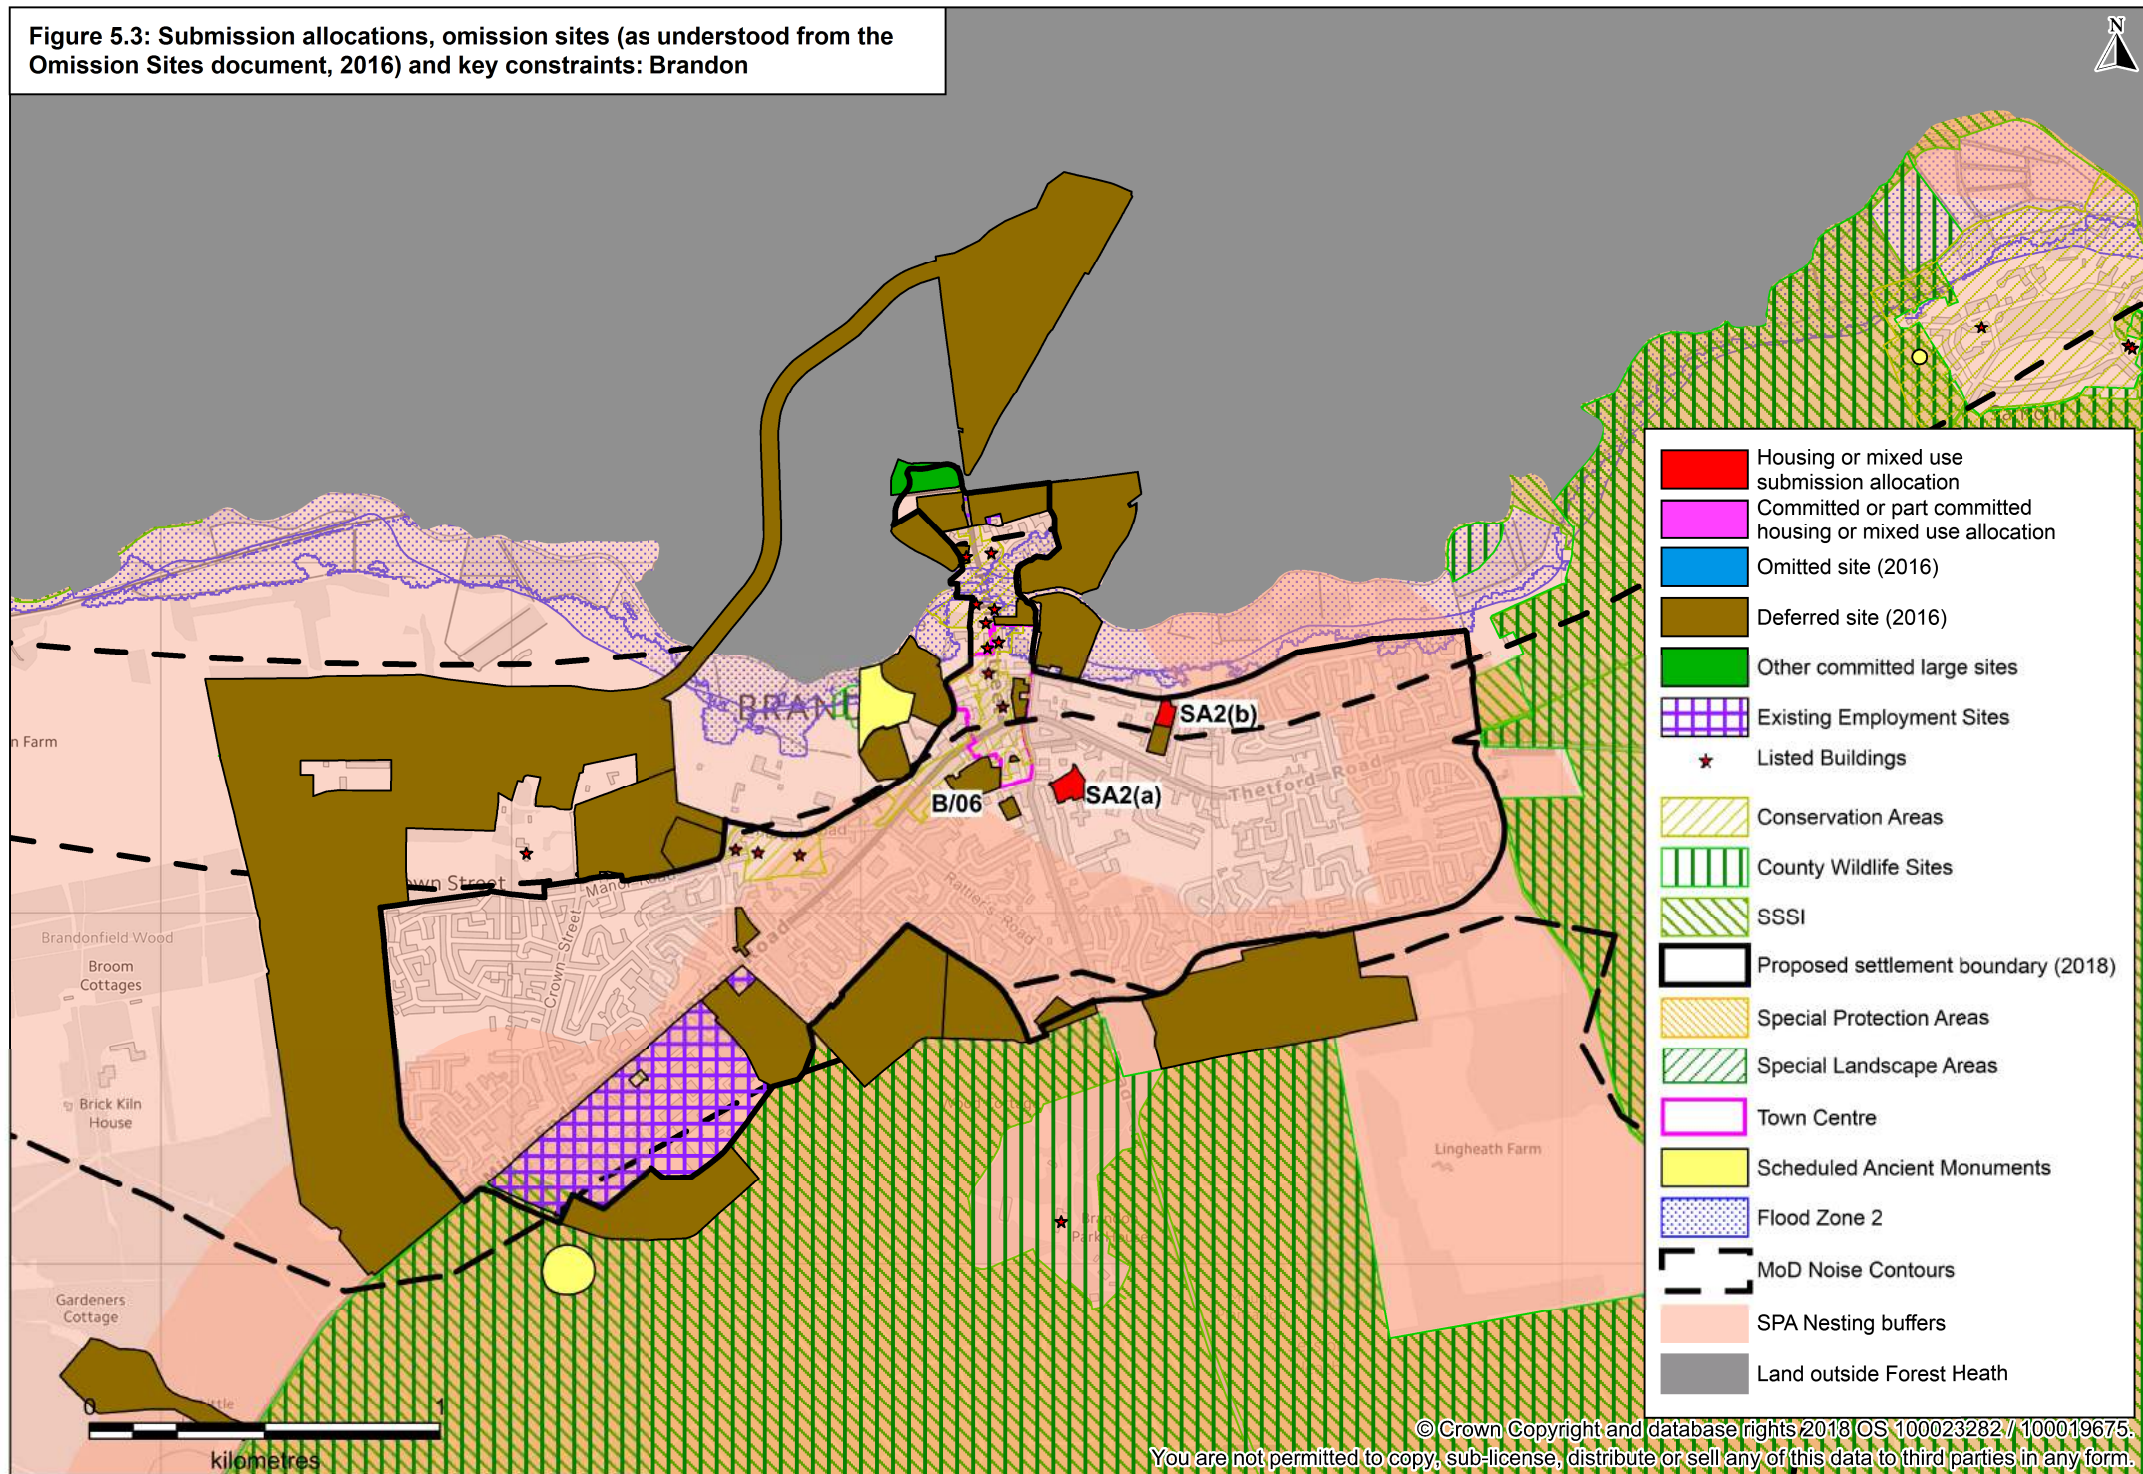 Figure 5.3: Submission allocations, omission sites (as understood from the
Omission Sites document, 2016) and key constraints: Brandon
N
Housing or mixed use
submission allocation
Committed or part committed
housing or mixed use allocation
Omitted site (2016)
Deferred site (2016)
Other committed large sites
Existing Employment Sites
Listed Buildings
Conservation Areas
County Wildlife Sites
SSSI
Proposed settlement boundary (2018)
Special Protection Areas
Special Landscape Areas
Town Centre
Scheduled Ancient Monuments
Flood Zone 2
MoD Noise Contours
SPA Nesting buffers
Land outside Forest Heath
SA2(b)
SA2(a)
B/06
Thetford Road
n Farm
own Street
Manor Road
Rattler's Road
Crown Street
Road
Brandonfield Wood
Broom
Cottages
Brick Kiln
House
Lingheath Farm
Brandon
Park House
Gardeners
Cottage
0 1
kilometres
© Crown Copyright and database rights 2018 OS 100023282 / 100019675.
You are not permitted to copy, sub-license, distribute or sell any of this data to third parties in any form.